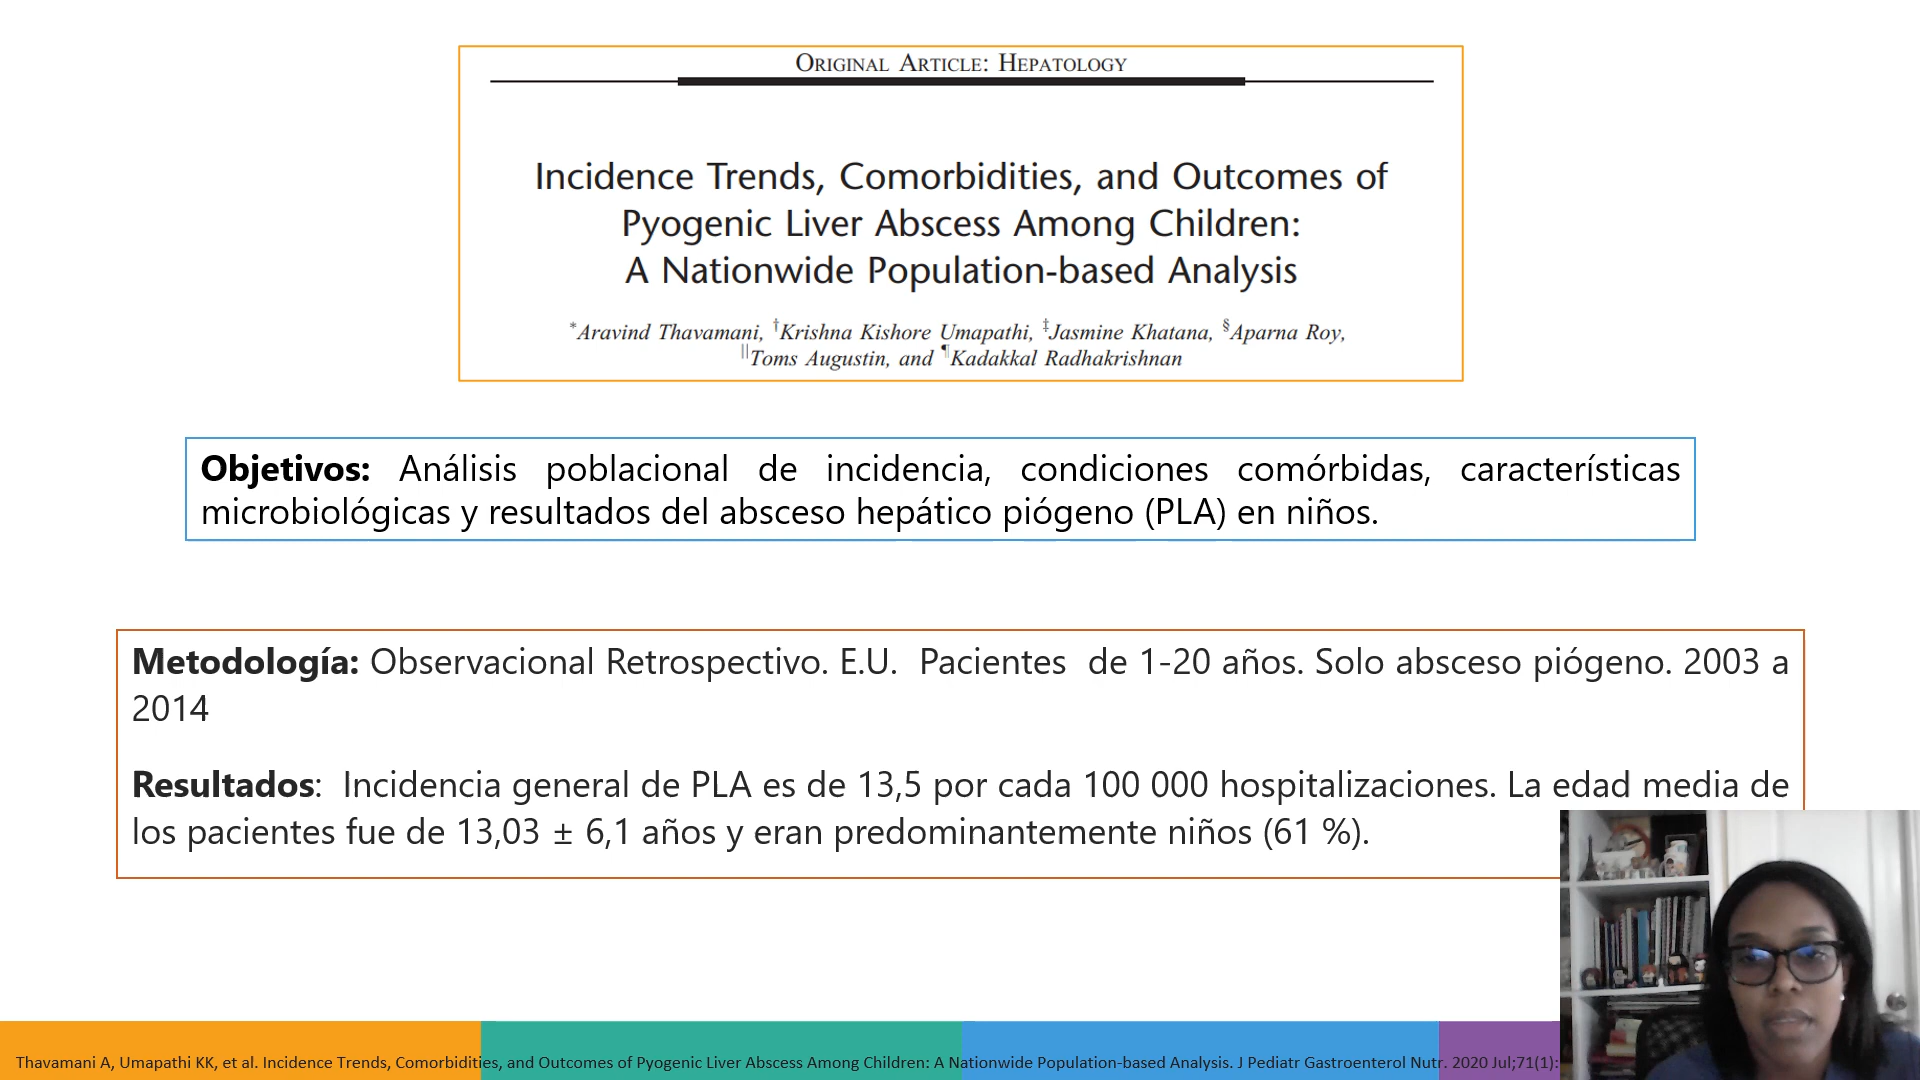 ORIGINAL ARTICLE: HEPATOLOGY
Incidence Trends, Comorbidities, and Outcomes of
Pyogenic Liver Abscess Among Children:
A Nationwide Population-based Analysis
*Aravind Thavamani, †Krishna Kishore Umapathi, ‡Jasmine Khatana, §Aparna Roy,
||Toms Augustin, and ¶Kadakkal Radhakrishnan
Objetivos: Análisis poblacional de incidencia, condiciones comórbidas, características
microbiológicas y resultados del absceso hepático piógeno (PLA) en niños.
Metodología: Observacional Retrospectivo. E.U. Pacientes de 1-20 años. Solo absceso piógeno. 2003 a
2014
Resultados: Incidencia general de PLA es de 13,5 por cada 100 000 hospitalizaciones. La edad media de
los pacientes fue de 13,03 ± 6,1 años y eran predominantemente niños (61 %).
Thavamani A, Umapathi KK, et al. Incidence Trends, Comorbidities, and Outcomes of Pyogenic Liver Abscess Among Children: A Nationwide Population-based Analysis. J Pediatr Gastroenterol Nutr. 2020 Jul;71(1):